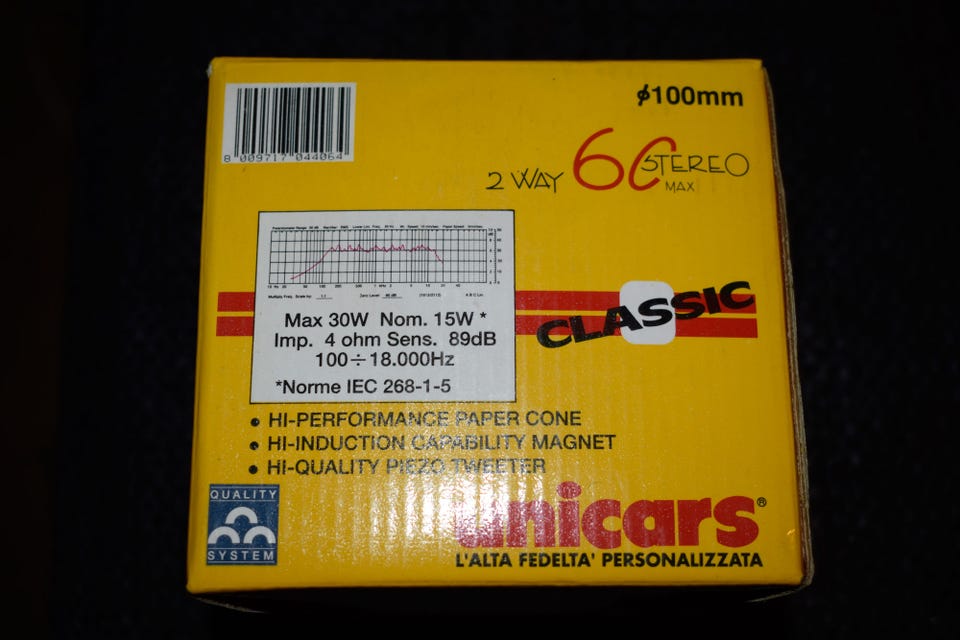 8 009717 044064
ϕ100mm
2 WAY 60 STEREO
MAX
Max 30W Nom. 15W *
Imp. 4 ohm Sens. 89dB
100÷18.000Hz
*Norme IEC 268-1-5
CLASSIC
• HI-PERFORMANCE PAPER CONE
• HI-INDUCTION CAPABILITY MAGNET
• HI-QUALITY PIEZO TWEETER
QUALITY
SYSTEM
unicars®
L'ALTA FEDELTA' PERSONALIZZATA